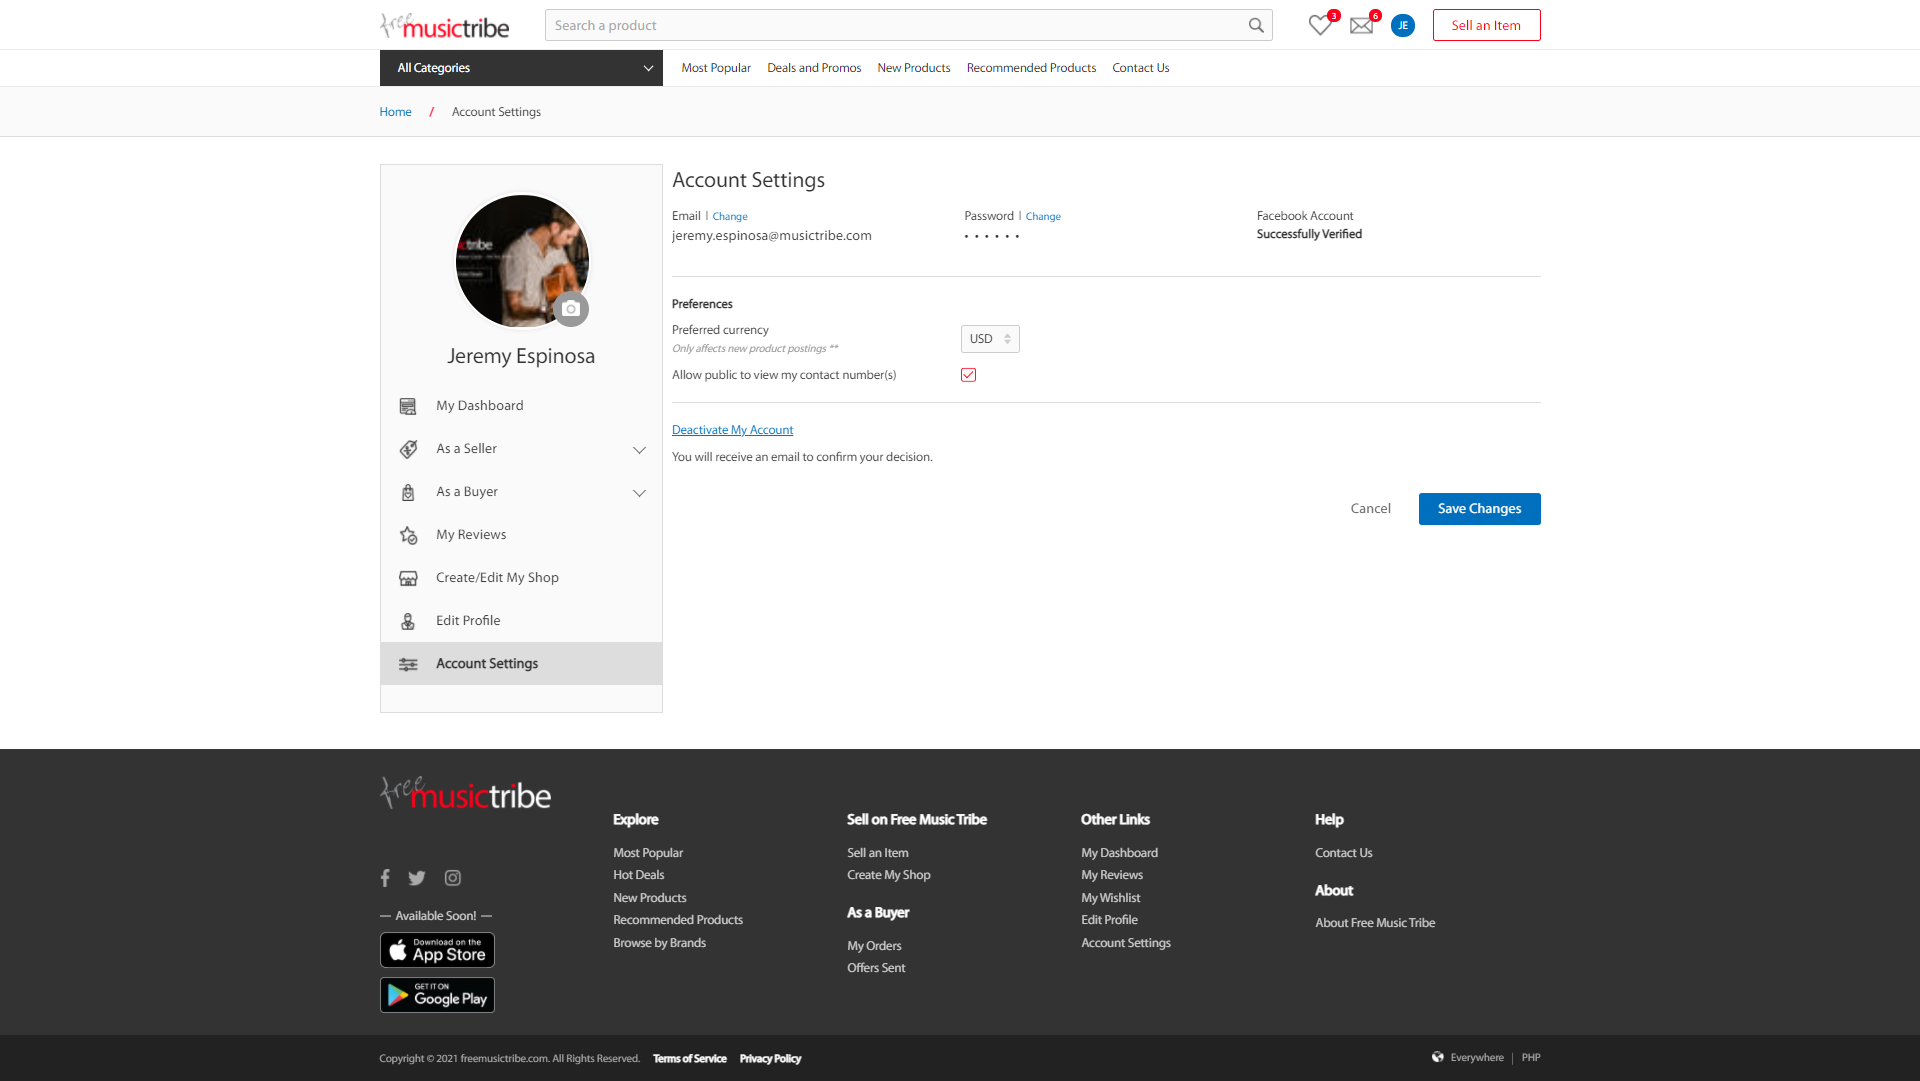 free musictribe
Search a product
3
6
JE
Sell an Item
All Categories
Most Popular
Deals and Promos
New Products
Recommended Products
Contact Us
Home / Account Settings
tribe
Jeremy Espinosa
My Dashboard
As a Seller
As a Buyer
My Reviews
Create/Edit My Shop
Edit Profile
Account Settings
Account Settings
Email | Change
jeremy.espinosa@musictribe.com
Password | Change
• • • • • •
Facebook Account
Successfully Verified
Preferences
Preferred currency
Only affects new product postings **
USD
Allow public to view my contact number(s)
Deactivate My Account
You will receive an email to confirm your decision.
Cancel
Save Changes
free musictribe
— Available Soon! —
Download on the
App Store
GET IT ON
Google Play
Explore
Most Popular
Hot Deals
New Products
Recommended Products
Browse by Brands
Sell on Free Music Tribe
Sell an Item
Create My Shop
As a Buyer
My Orders
Offers Sent
Other Links
My Dashboard
My Reviews
My Wishlist
Edit Profile
Account Settings
Help
Contact Us
About
About Free Music Tribe
Copyright © 2021 freemusictribe.com. All Rights Reserved. Terms of Service Privacy Policy
Everywhere | PHP